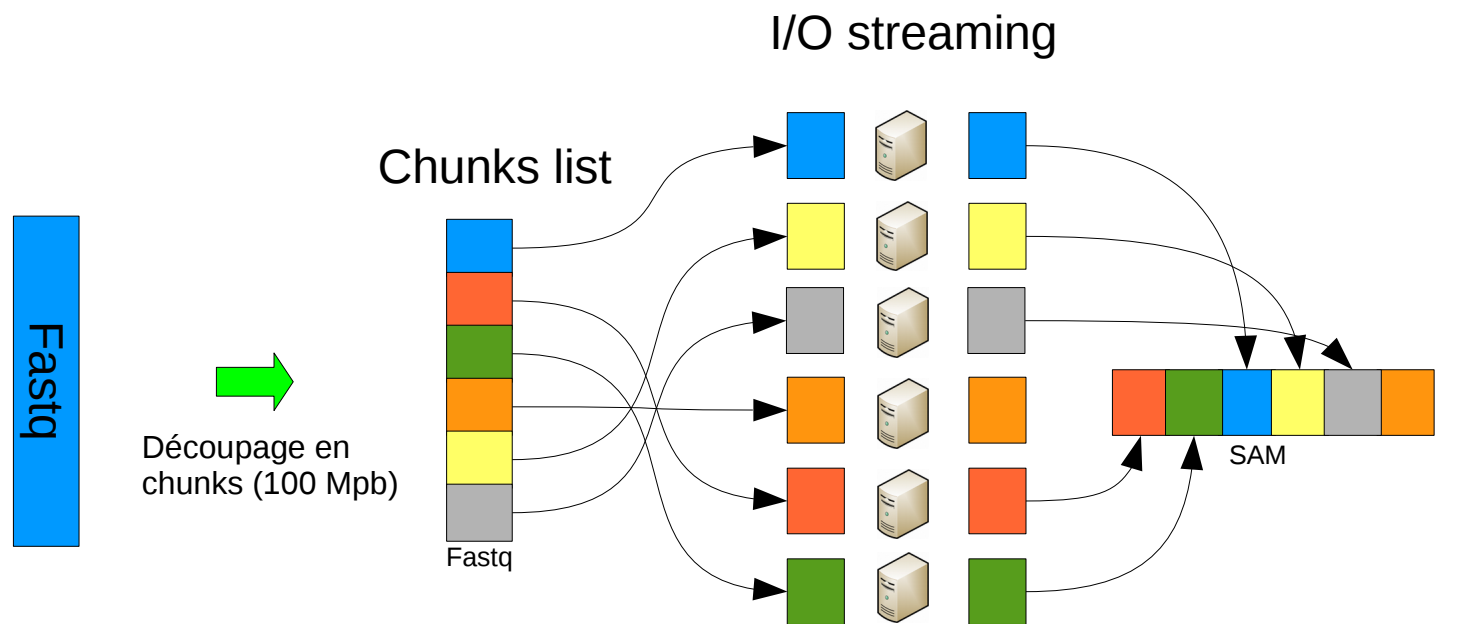 I/O streaming
Chunks list
Fastq
Découpage en
chunks (100 Mpb)
Fastq
SAM